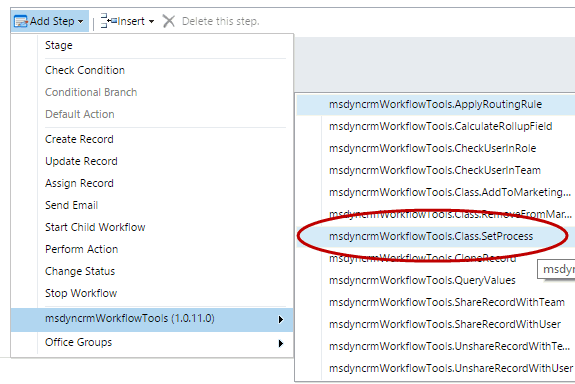 Add Step
Insert
Delete this step.
Stage
Check Condition
Conditional Branch
Default Action
Create Record
Update Record
Assign Record
Send Email
Start Child Workflow
Perform Action
Change Status
Stop Workflow
msdyncrmWorkflowTools (1.0.11.0)
Office Groups
msdyncrmWorkflowTools.ApplyRoutingRule
msdyncrmWorkflowTools.CalculateRollupField
msdyncrmWorkflowTools.CheckUserInRole
msdyncrmWorkflowTools.CheckUserInTeam
msdyncrmWorkflowTools.Class.AddToMarketing...
msdyncrmWorkflowTools.Class.RemoveFromMar...
msdyncrmWorkflowTools.Class.SetProcess
msdyncrmWorkflowTools.CloneRecord
msdyn
msdyncrmWorkflowTools.QueryValues
msdyncrmWorkflowTools.ShareRecordWithTeam
msdyncrmWorkflowTools.ShareRecordWithUser
msdyncrmWorkflowTools.UnshareRecordWithTe...
msdyncrmWorkflowTools.UnshareRecordWithUser